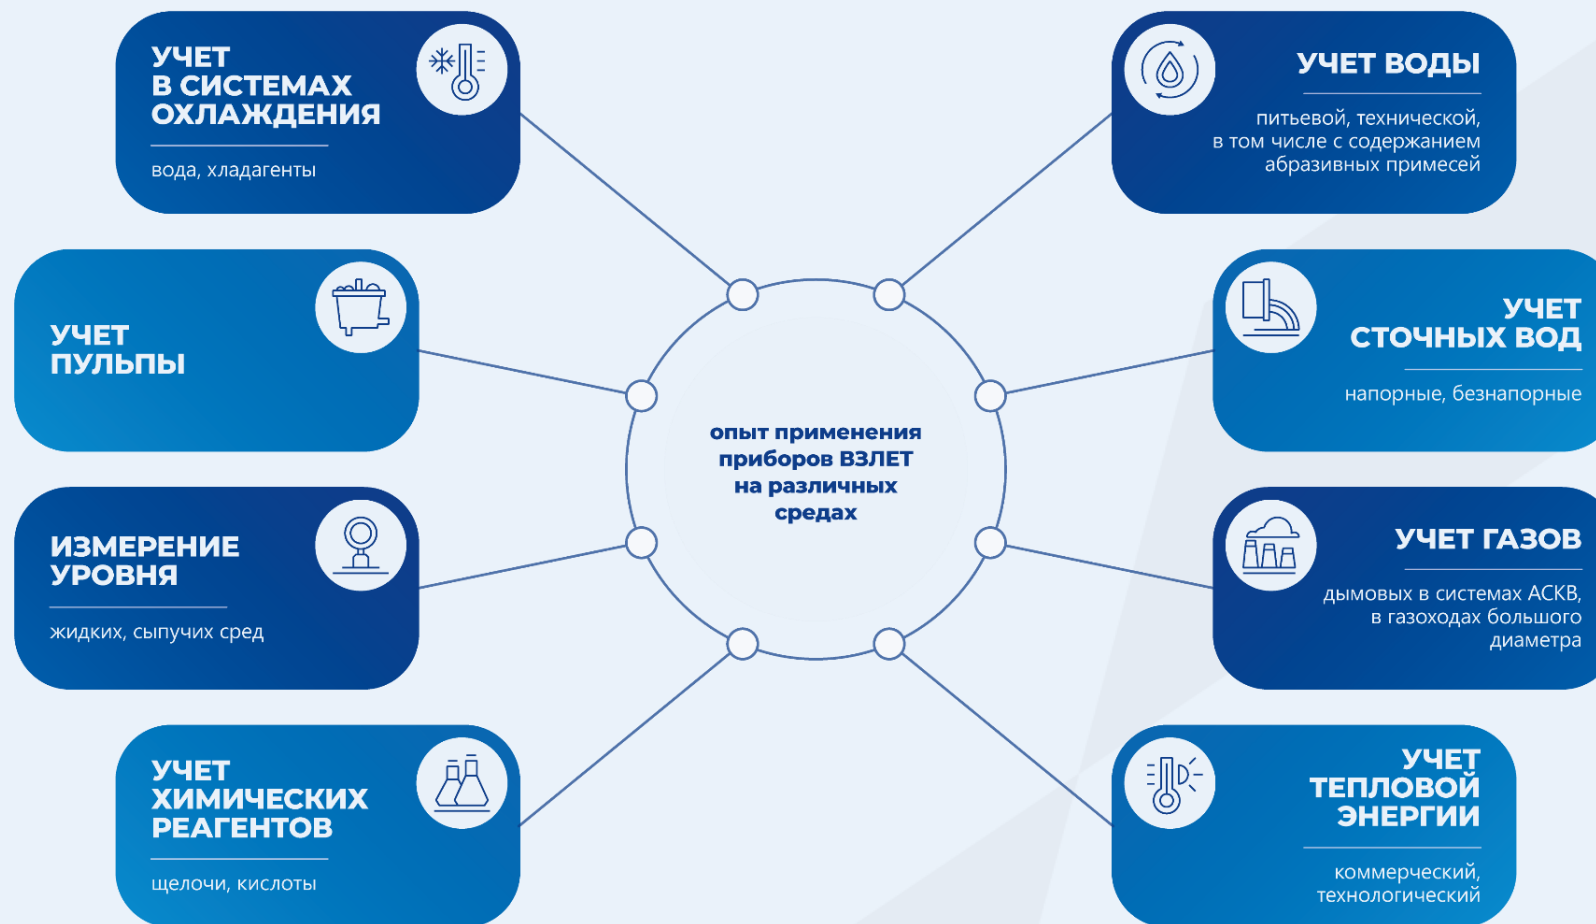 УЧЕТ
В СИСТЕМАХ
ОХЛАЖДЕНИЯ
вода, хладагенты
УЧЕТ
ПУЛЬПЫ
ИЗМЕРЕНИЕ
УРОВНЯ
жидких, сыпучих сред
УЧЕТ
ХИМИЧЕСКИХ
РЕАГЕНТОВ
щелочи, кислоты
опыт применения
приборов ВЗЛЕТ
на различных
средах
УЧЕТ ВОДЫ
питьевой, технической,
в том числе с содержанием
абразивных примесей
УЧЕТ
СТОЧНЫХ ВОД
напорные, безнапорные
УЧЕТ ГАЗОВ
дымовых в системах АСКВ,
в газоходах большого
диаметра
УЧЕТ
ТЕПЛОВОЙ
ЭНЕРГИИ
коммерческий,
технологический